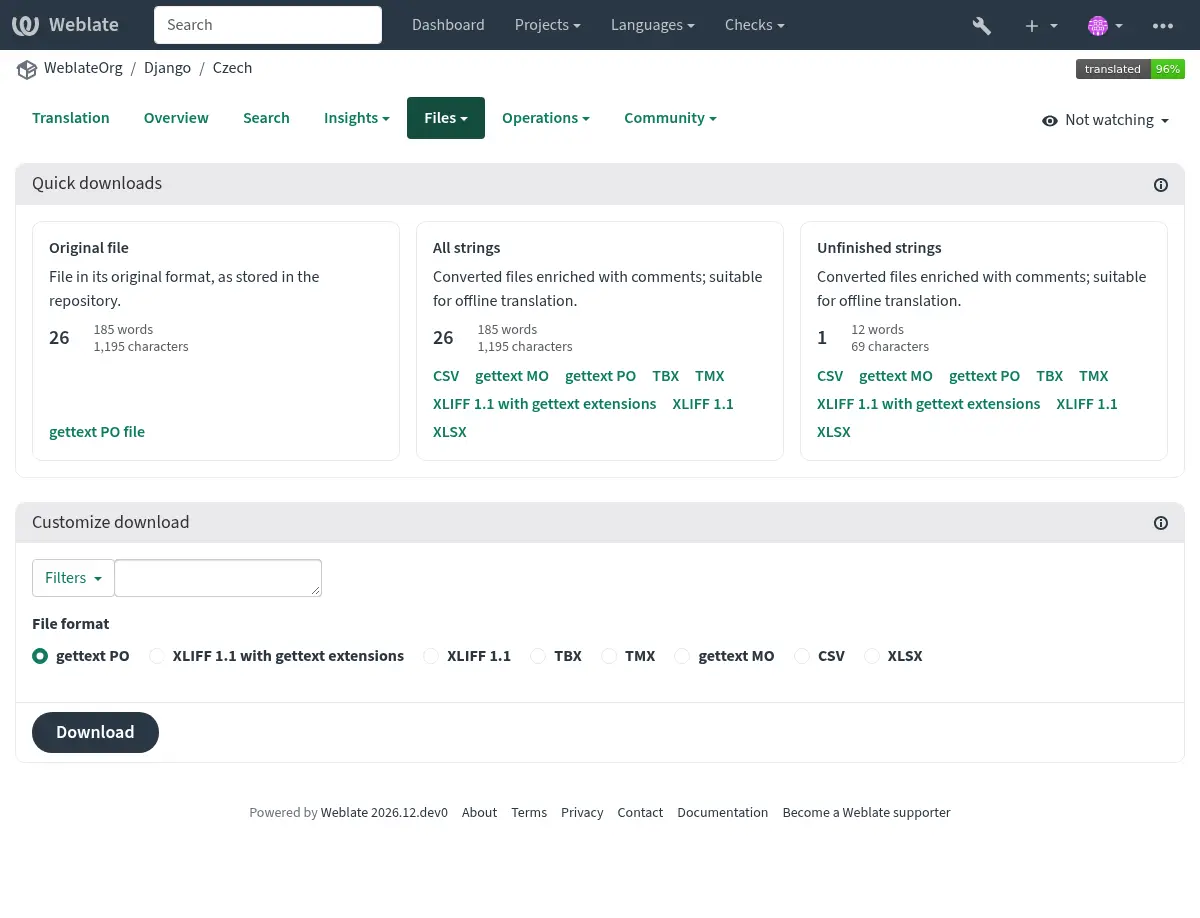 Weblate
Search
Dashboard
Projects
Languages
Checks
WeblateOrg / Django / Czech
translated 96%
Translation
Overview
Search
Insights
Files
Operations
Community
Not watching
Quick downloads
Original file
File in its original format, as stored in the
repository.
26
185 words
1,195 characters
gettext PO file
All strings
Converted files enriched with comments; suitable
for offline translation.
26
185 words
1,195 characters
CSV gettext MO gettext PO TBX TMX
XLIFF 1.1 with gettext extensions XLIFF 1.1
XLSX
Unfinished strings
Converted files enriched with comments; suitable
for offline translation.
1
12 words
69 characters
CSV gettext MO gettext PO TBX TMX
XLIFF 1.1 with gettext extensions XLIFF 1.1
XLSX
Customize download
Filters
File format
gettext PO XLIFF 1.1 with gettext extensions XLIFF 1.1 TBX TMX gettext MO CSV XLSX
Download
Powered by Weblate 2026.12.dev0 About Terms Privacy Contact Documentation Become a Weblate supporter